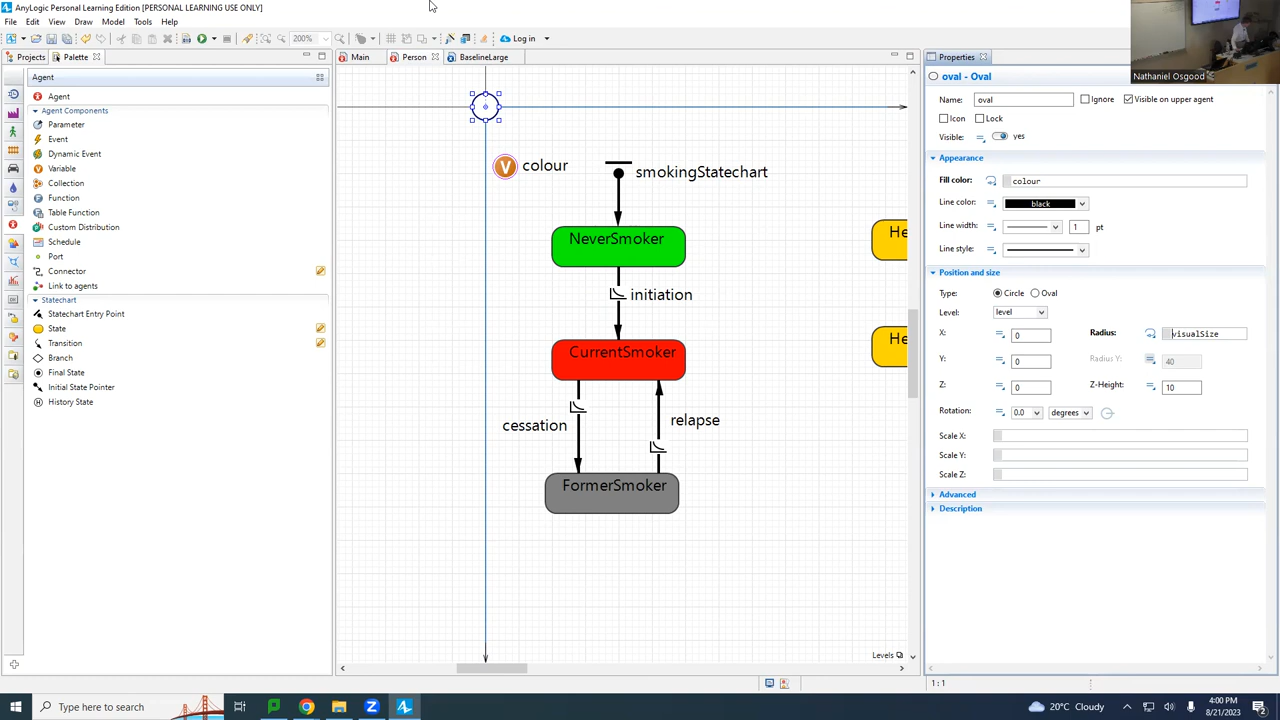 AnyLogic Personal Learning Edition [PERSONAL LEARNING USE ONLY]
File Edit View Draw Model Tools Help
200% Log in
Projects Palette Main Person BaselineLarge Properties
Agent
Agent
Agent Components
Parameter
Event
Dynamic Event
Variable
Collection
Function
Table Function
Custom Distribution
Schedule
Port
Connector
Link to agents
Statechart
Statechart Entry Point
State
Transition
Branch
Final State
Initial State Pointer
History State
V colour
smokingStatechart
NeverSmoker
initiation
CurrentSmoker
cessation
relapse
FormerSmoker
He
He
Levels
Nathaniel Osgood
oval - Oval
Name: oval Ignore Visible on upper agent
Icon Lock
Visible: yes
Appearance
Fill color: colour
Line color: black
Line width: 1 pt
Line style:
Position and size
Type: Circle Oval
Level: level
X: 0 Radius: visualSize
Y: 0 Radius Y: 40
Z: 0 Z-Height: 10
Rotation: 0.0 degrees
Scale X:
Scale Y:
Scale Z:
Advanced
Description
1 : 1
Type here to search
20°C Cloudy
4:00 PM
8/21/2023
2